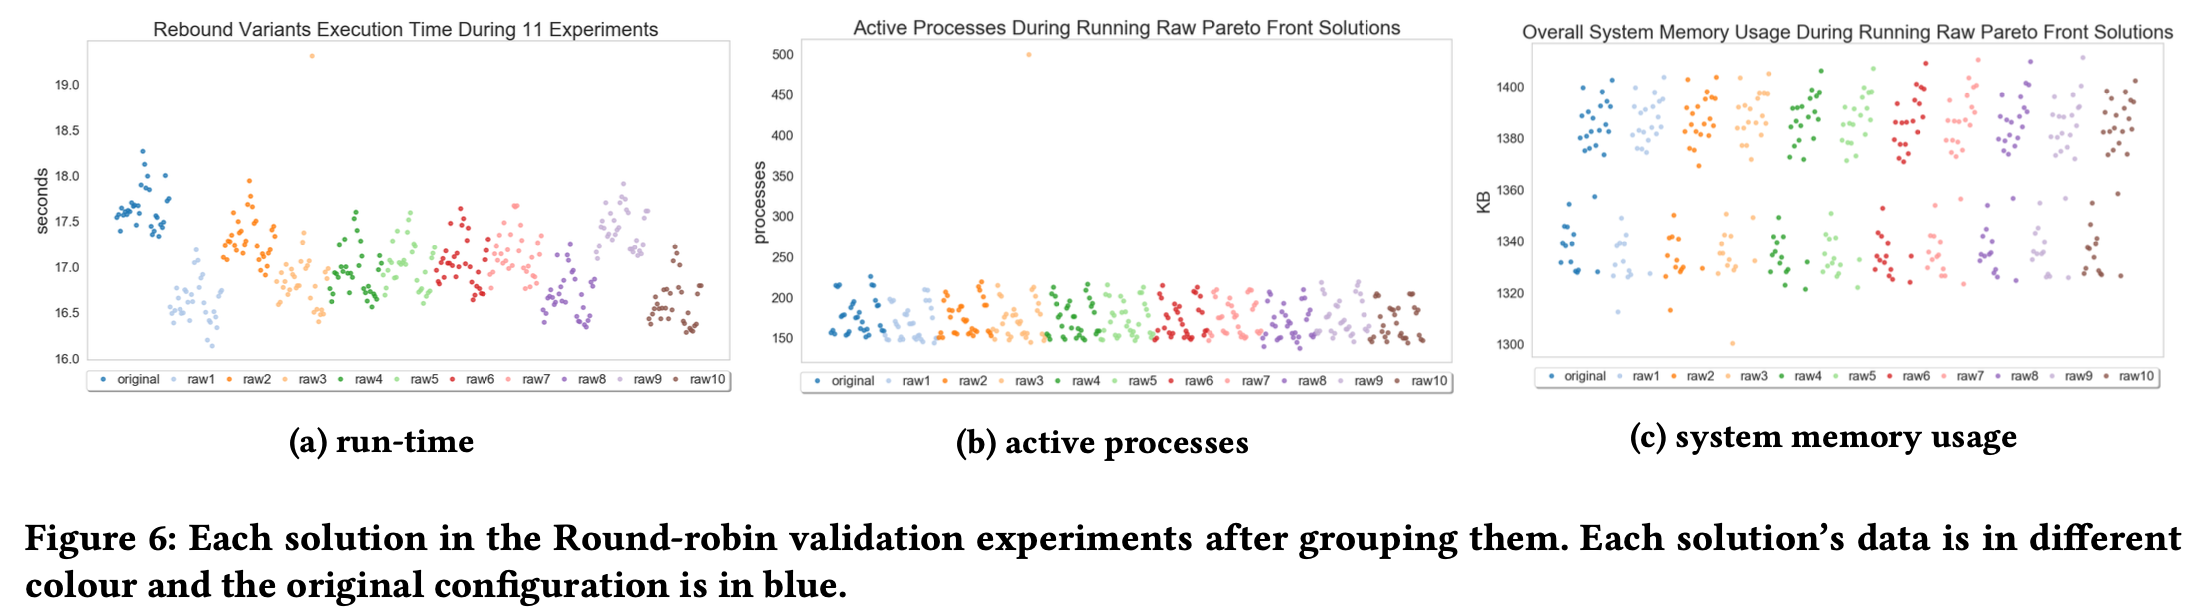 Rebound Variants Execution Time During 11 Experiments
seconds
19.0
18.5
18.0
17.5
17.0
16.5
16.0
original raw1 raw2 raw3 raw4 raw5 raw6 raw7 raw8 raw9 raw10
(a) run-time
Active Processes During Running Raw Pareto Front Solutions
processes
500
450
400
350
300
250
200
150
original raw1 raw2 raw3 raw4 raw5 raw6 raw7 raw8 raw9 raw10
(b) active processes
Overall System Memory Usage During Running Raw Pareto Front Solutions
KB
1400
1380
1360
1340
1320
1300
original raw1 raw2 raw3 raw4 raw5 raw6 raw7 raw8 raw9 raw10
(c) system memory usage
Figure 6: Each solution in the Round-robin validation experiments after grouping them. Each solution's data is in different
colour and the original configuration is in blue.